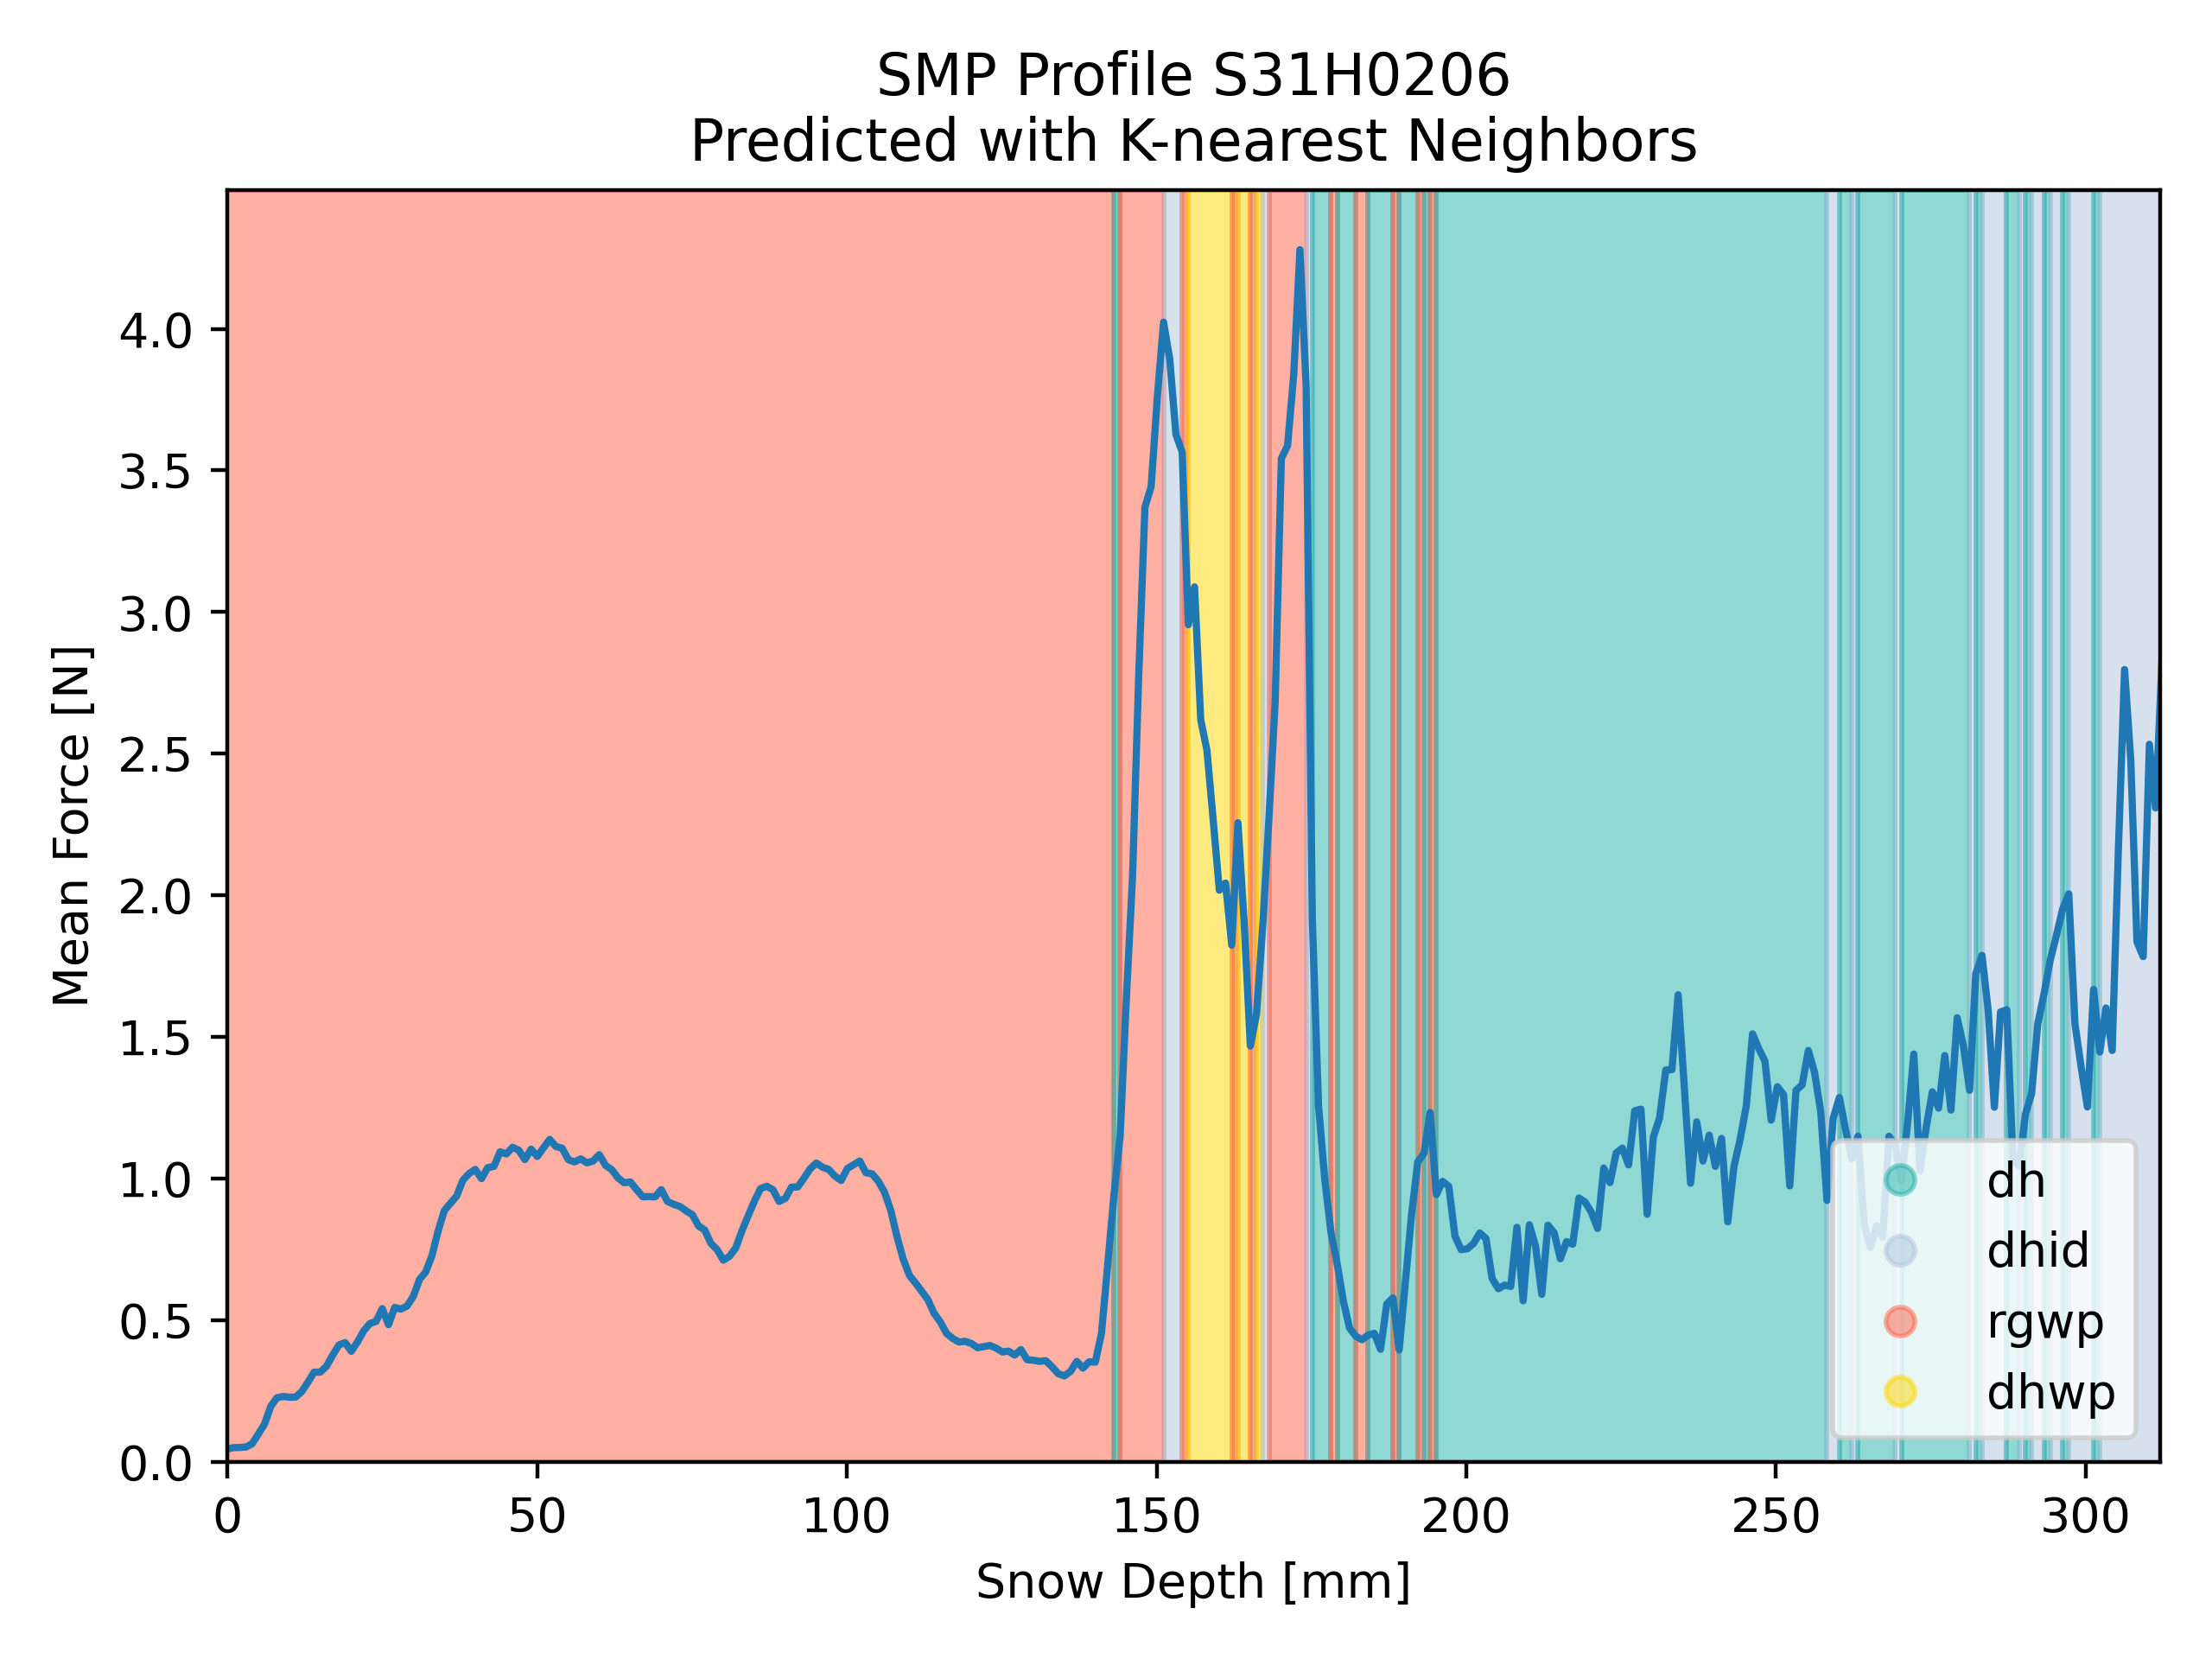 SMP Profile S31H0206
Predicted with K-nearest Neighbors
Mean Force [N]
4.0
3.5
3.0
2.5
2.0
1.5
1.0
0.5
0.0
dh
dhid
rgwp
dhwp
0 50 100 150 200 250 300
Snow Depth [mm]